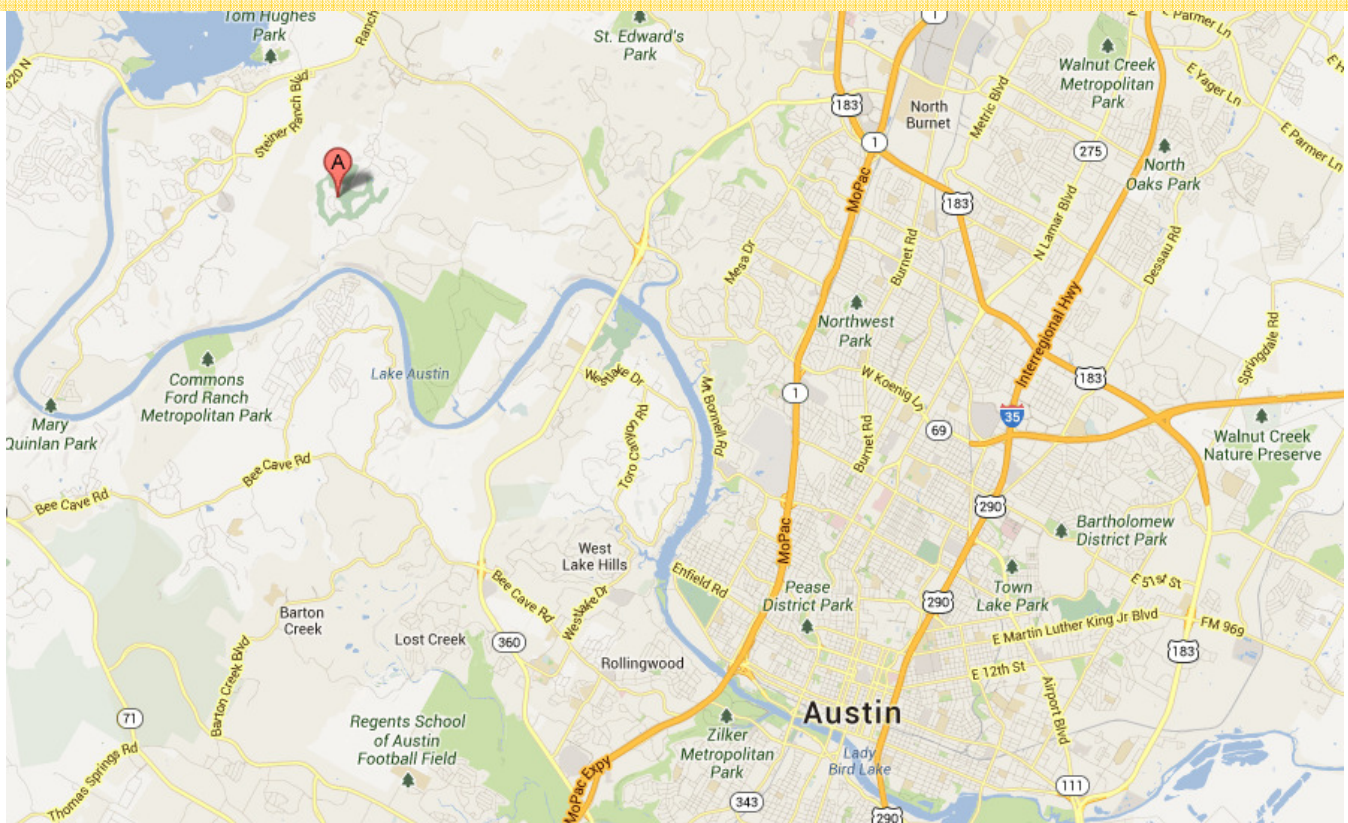 Tom Hughes
Park
Ranch
620 N
St. Edward's
Park
1
N
E Parmer Ln
Walnut Creek
Metropolitan
Park
E Yager Ln
E Parmer Ln
183
North
Burnet
Metric Blvd
Steiner Ranch Blvd
A
1
275
North
Oaks Park
MoPac
183
N Lamar Blvd
Burnet Rd
Mesa Dr
Dessau Rd
Interregional Hwy
Northwest
Park
Springdale Rd
Commons
Ford Ranch
Metropolitan Park
Lake Austin
Westlake Dr
Mt Bonnell Rd
W Koenig Ln
183
1
35
Mary
Quinlan Park
Toro Canyon Rd
69
Burnet Rd
Walnut Creek
Nature Preserve
Bee Cave Rd
Bee Cave Rd
290
MoPac
Bartholomew
District Park
West
Lake Hills
Enfield Rd
Pease
District Park
Town
Lake Park
E 51st St
290
Bee Cave Rd
Westlake Dr
Barton
Creek
Lost Creek
360
E Martin Luther King Jr Blvd
FM 969
183
Rollingwood
E 12th St
Barton Creek Blvd
Airport Blvd
71
Regents School
of Austin
Football Field
Austin
Zilker
Metropolitan
Park
Lady
Bird Lake
Thomas Springs Rd
MoPac Expy
111
343
290